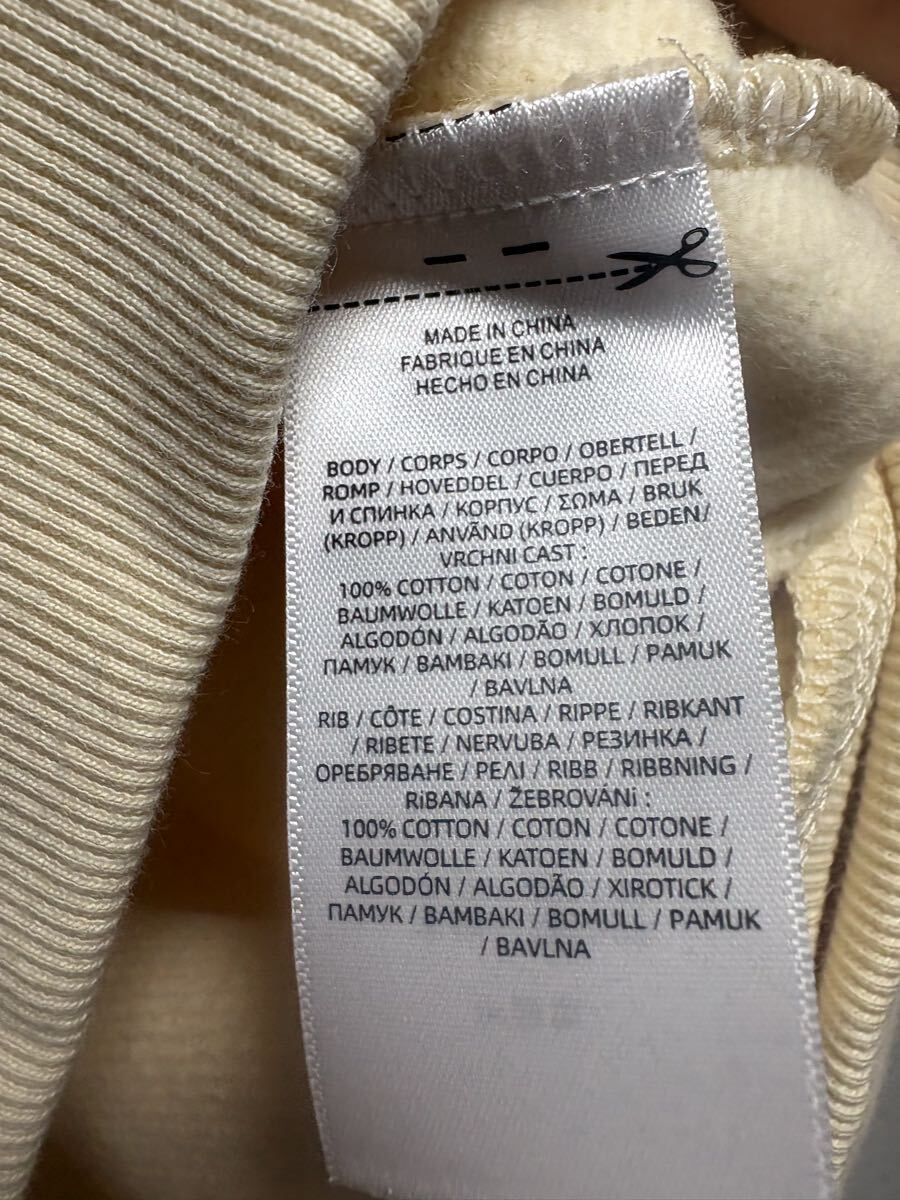 MADE IN CHINA
FABRIQUE EN CHINA
HECHO EN CHINA
BODY / CORPS / CORPO / OBERTELL /
ROMP / HOVEDDEL / CUERPO / ПЕРЕД
И СПИНКА / КОРПУС / ΣΩΜΑ / BRUK
(KROPP) / ANVÃND (KROPP) / BEDEN/
VRCHNI CAST :
100% COTTON / COTON / COTONE /
BAUMWOLLE / KATOEN / BOMULD /
ALGODÓN / ALGODÃO / ХЛОПОК /
ПАМУК / BAMBAKI / BOMULL / PAMUK
/ BAVLNA
RIB / CÔTE / COSTINA / RIPPE / RIBKANT
/ RIBETE / NERVUBA / РЕЗИНКА /
ОРЕБРЯВАНЕ / РЕΛΙ / RIBB / RIBBNING /
RiBANA / ŽEBROVÁNi :
100% COTTON / COTON / COTONE /
BAUMWOLLE / KATOEN / BOMULD /
ALGODÓN / ALGODÃO / XIROTICK /
ПАМУК / BAMBAKI / BOMULL / PAMUK
/ BAVLNA